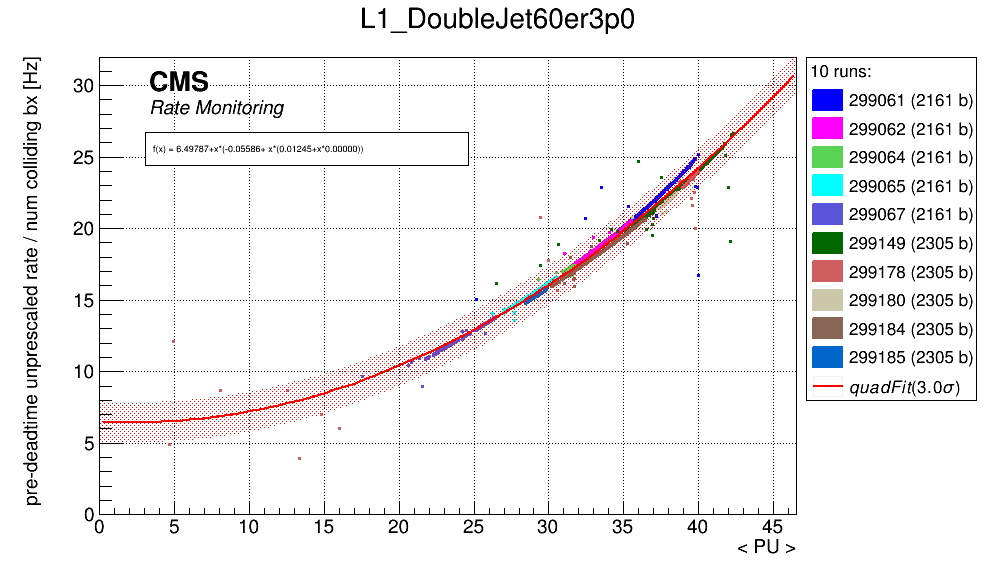 L1_DoubleJet60er3p0
pre-deadtime unprescaled rate / num colliding bx [Hz]
CMS
Rate Monitoring
f(x) = 6.49787+x*(-0.05586+ x*(0.01245+x*0.00000))
30
25
20
15
10
5
0
0 5 10 15 20 25 30 35 40 45
< PU >
10 runs:
299061 (2161 b)
299062 (2161 b)
299064 (2161 b)
299065 (2161 b)
299067 (2161 b)
299149 (2305 b)
299178 (2305 b)
299180 (2305 b)
299184 (2305 b)
299185 (2305 b)
quadFit(3.0σ)